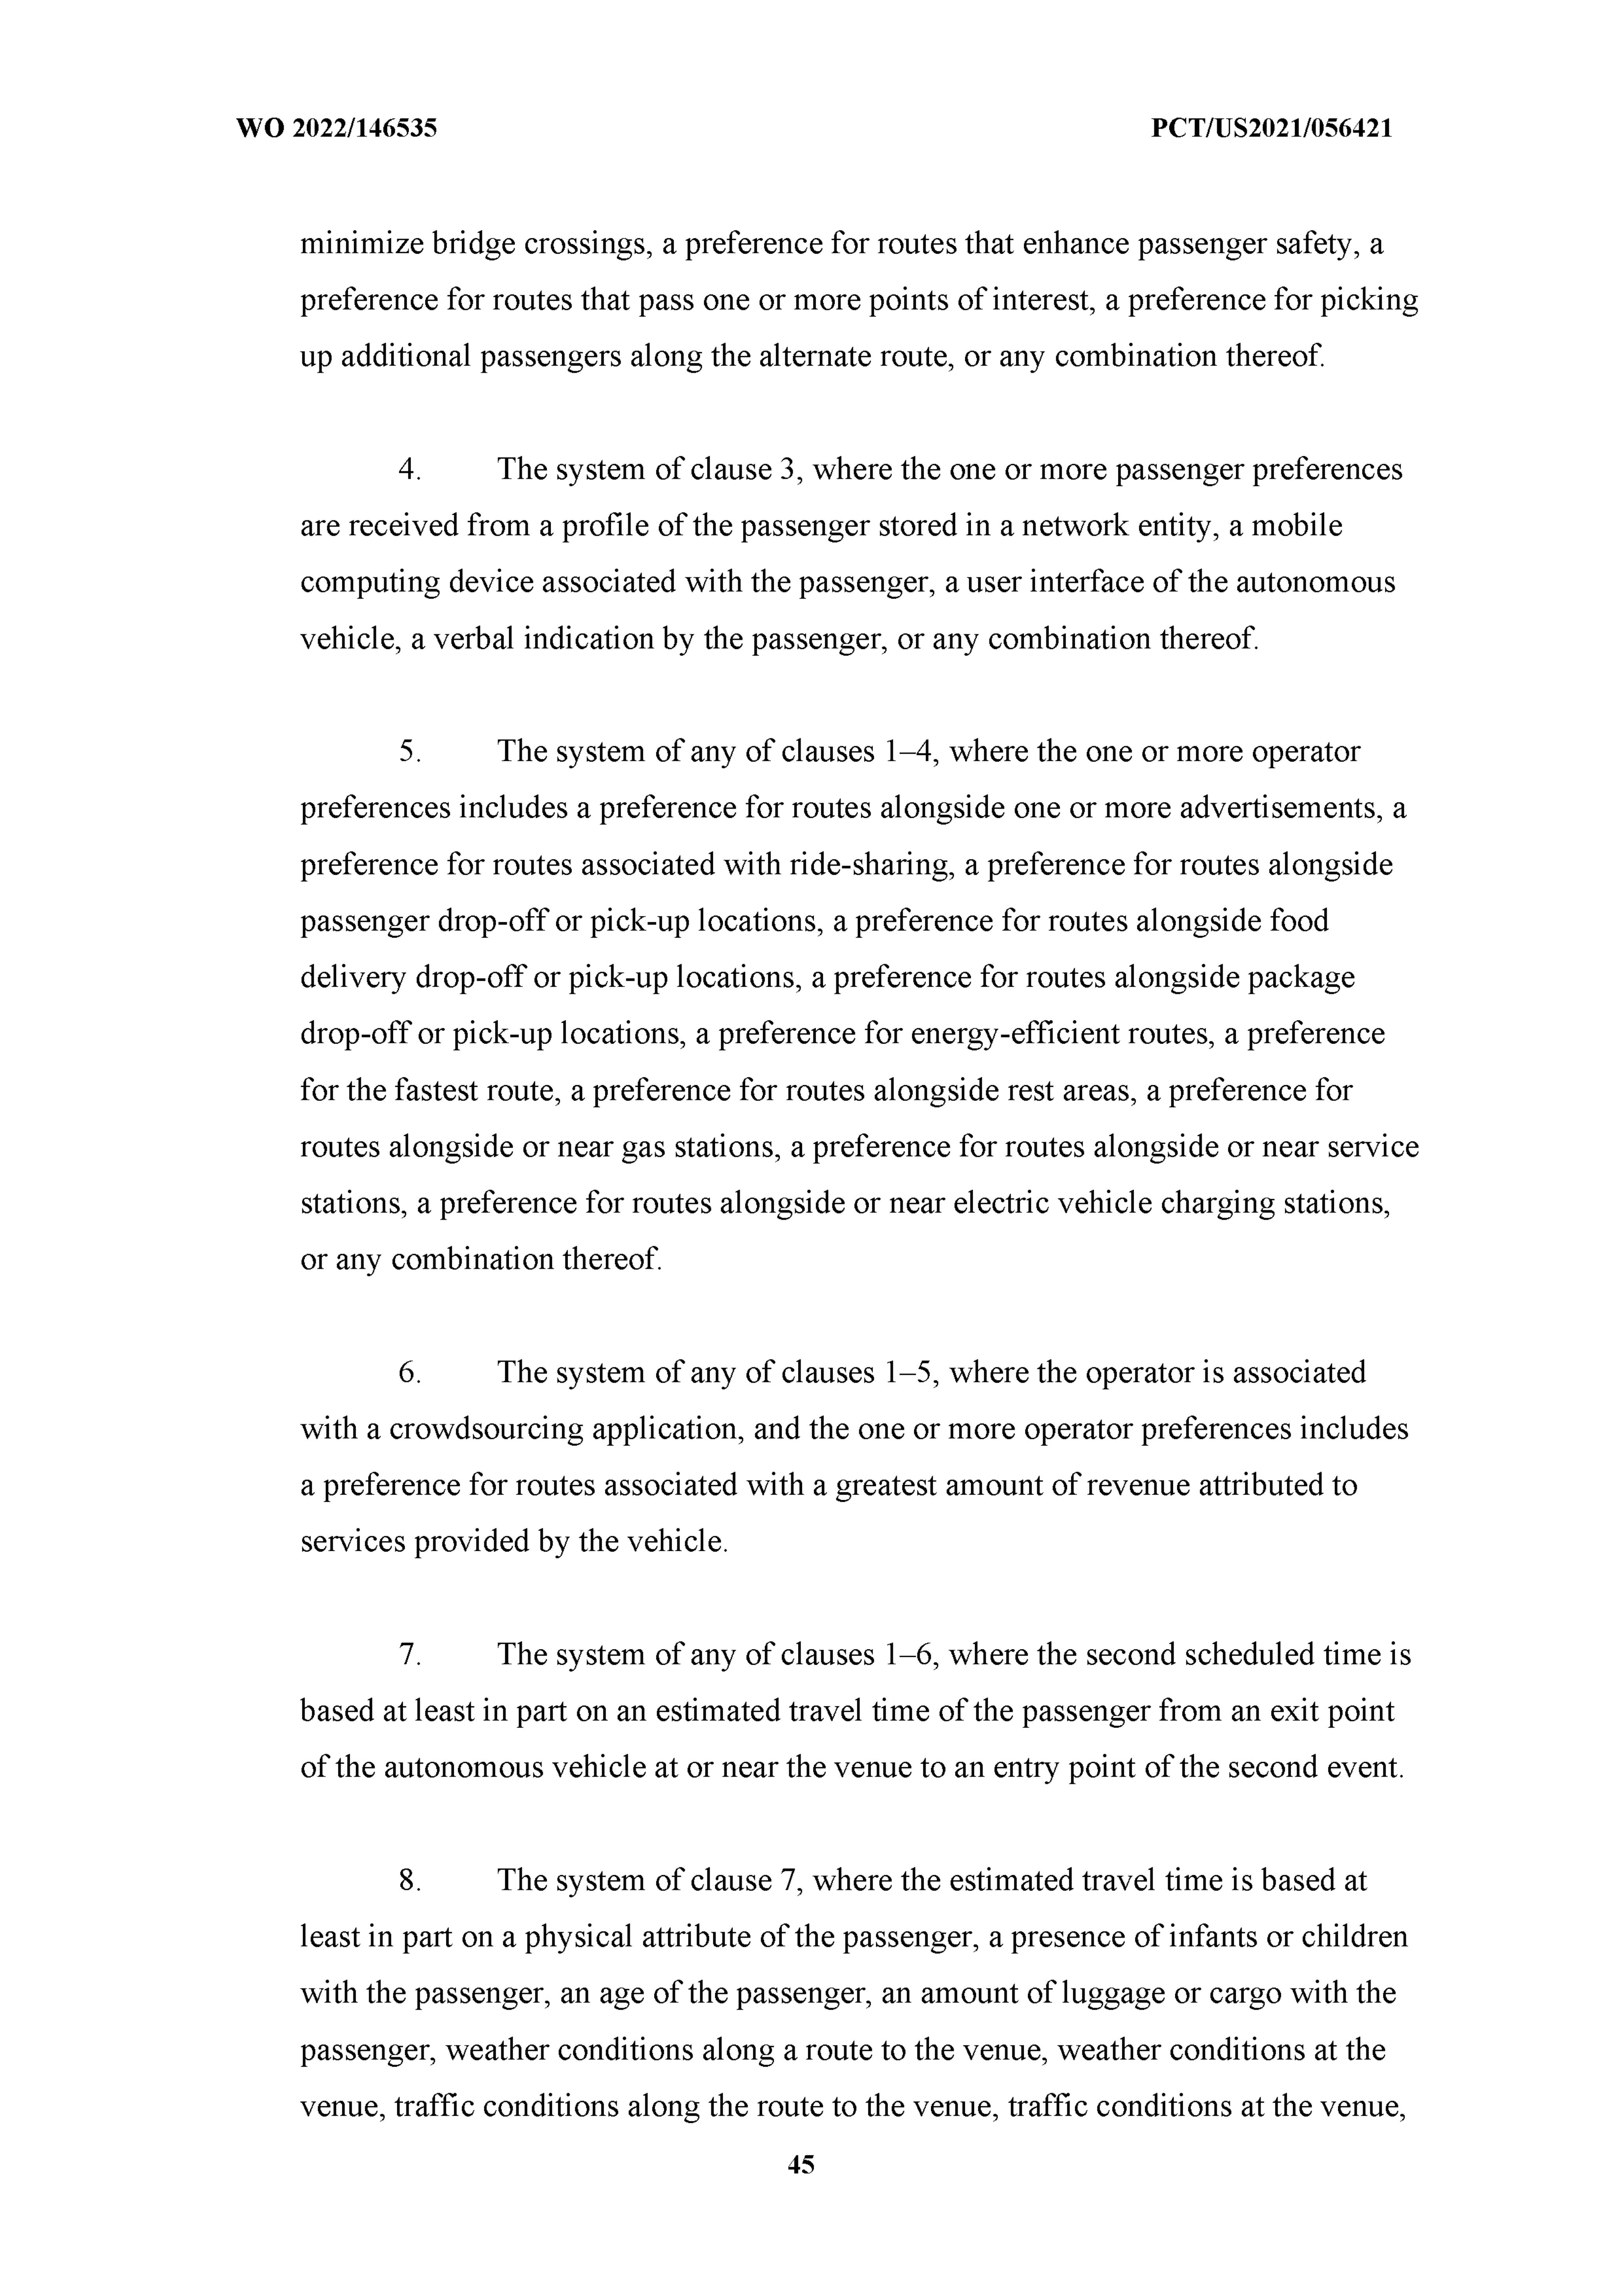 WO 2022/146535 PCT/US2021/056421
minimize bridge crossings, a preference for routes that enhance passenger safety, a
preference for routes that pass one or more points of interest, a preference for picking
up additional passengers along the alternate route, or any combination thereof.
4. The system of clause 3, where the one or more passenger preferences
are received from a profile of the passenger stored in a network entity, a mobile
computing device associated with the passenger, a user interface of the autonomous
vehicle, a verbal indication by the passenger, or any combination thereof.
5. The system of any of clauses 1–4, where the one or more operator
preferences includes a preference for routes alongside one or more advertisements, a
preference for routes associated with ride-sharing, a preference for routes alongside
passenger drop-off or pick-up locations, a preference for routes alongside food
delivery drop-off or pick-up locations, a preference for routes alongside package
drop-off or pick-up locations, a preference for energy-efficient routes, a preference
for the fastest route, a preference for routes alongside rest areas, a preference for
routes alongside or near gas stations, a preference for routes alongside or near service
stations, a preference for routes alongside or near electric vehicle charging stations,
or any combination thereof.
6. The system of any of clauses 1–5, where the operator is associated
with a crowdsourcing application, and the one or more operator preferences includes
a preference for routes associated with a greatest amount of revenue attributed to
services provided by the vehicle.
7. The system of any of clauses 1–6, where the second scheduled time is
based at least in part on an estimated travel time of the passenger from an exit point
of the autonomous vehicle at or near the venue to an entry point of the second event.
8. The system of clause 7, where the estimated travel time is based at
least in part on a physical attribute of the passenger, a presence of infants or children
with the passenger, an age of the passenger, an amount of luggage or cargo with the
passenger, weather conditions along a route to the venue, weather conditions at the
venue, traffic conditions along the route to the venue, traffic conditions at the venue,
45